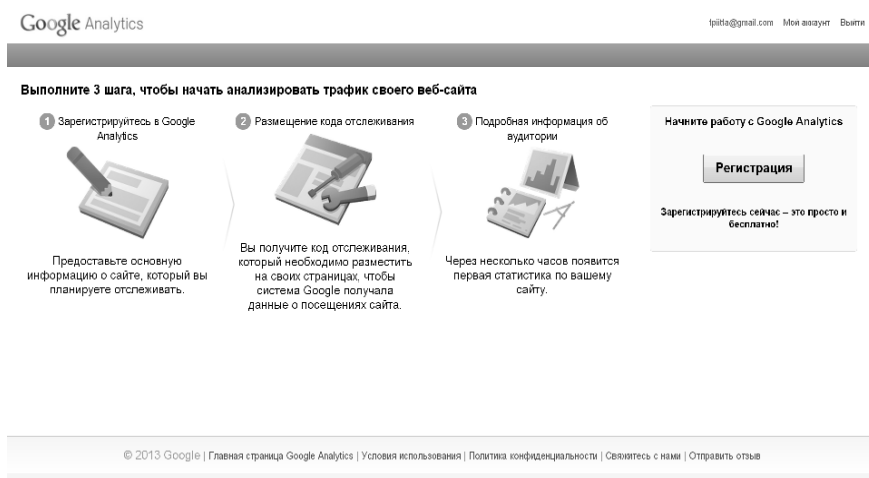 Google Analytics
Мой аккаунт Выйти
Выполните 3 шага, чтобы начать анализировать трафик своего веб-сайта
1 Зарегистрируйтесь в Google
Analytics
Предоставьте основную
информацию о сайте, который вы
планируете отслеживать.
2 Размещение кода отслеживания
Вы получите код отслеживания,
который необходимо разместить
на своих страницах, чтобы
система Google получала
данные о посещениях сайта.
3 Подробная информация об
аудитории
Через несколько часов появится
первая статистика по вашему
сайту.
Начните работу с Google Analytics
Регистрация
Зарегистрируйтесь сейчас – это просто и
бесплатно!
© 2013 Google | Главная страница Google Analytics | Условия использования | Политика конфиденциальности | Свяжитесь с нами | Отправить отзыв